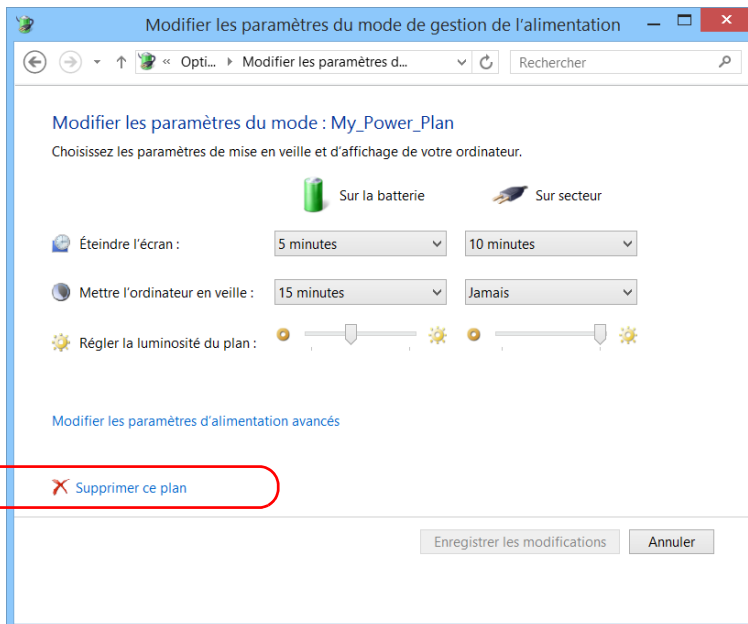 Modifier les paramètres du mode de gestion de l’alimentation
« Opti... Modifier les paramètres d... Rechercher
Modifier les paramètres du mode : My_Power_Plan
Choisissez les paramètres de mise en veille et d’affichage de votre ordinateur.
Sur la batterie Sur secteur
Éteindre l’écran : 5 minutes 10 minutes
Mettre l’ordinateur en veille : 15 minutes Jamais
Régler la luminosité du plan :
Modifier les paramètres d’alimentation avancés
Supprimer ce plan
Enregistrer les modifications Annuler